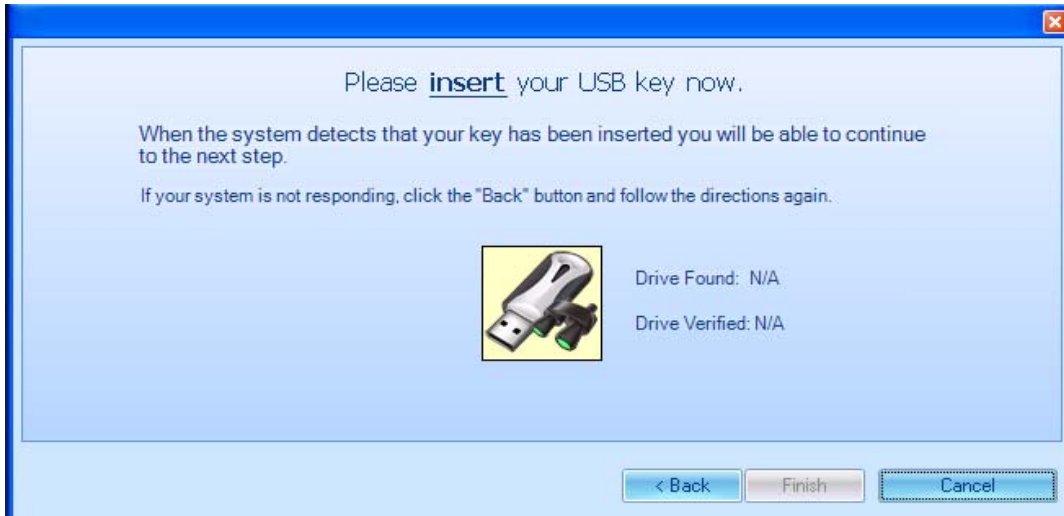 Please insert your USB key now.
When the system detects that your key has been inserted you will be able to continue
to the next step.
If your system is not responding, click the "Back" button and follow the directions again.
Drive Found: N/A
Drive Verified: N/A
< Back
Finish
Cancel